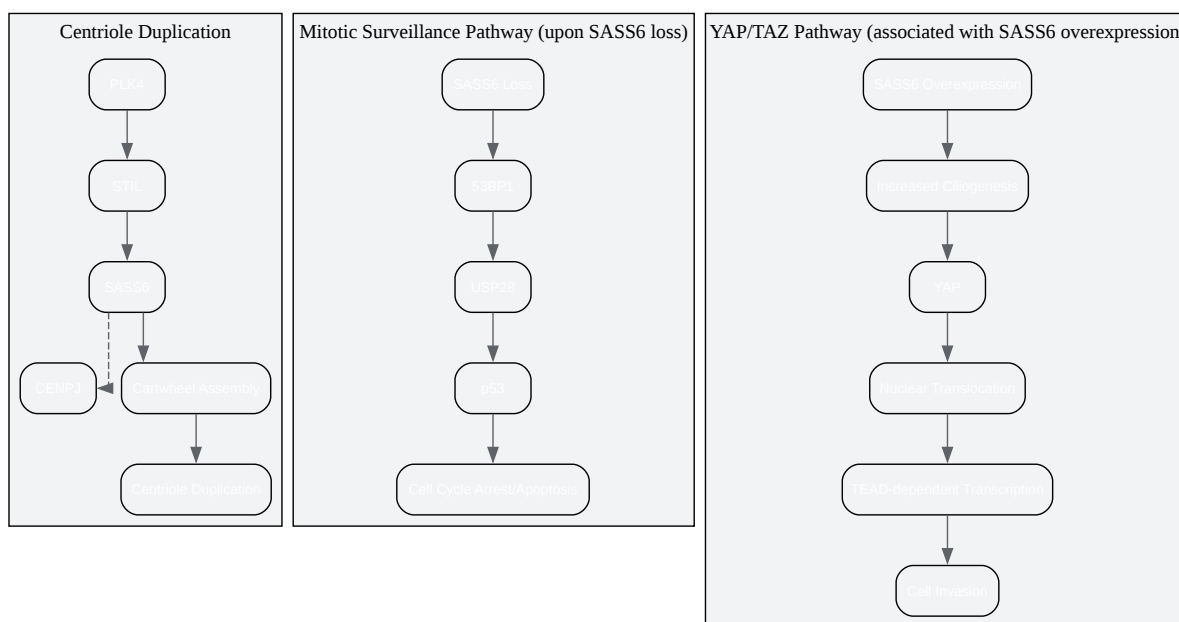 Centriole Duplication
PLK4
STIL
SASS6
CENPJ
Cartwheel Assembly
Centriole Duplication
Mitotic Surveillance Pathway (upon SASS6 loss)
SASS6 Loss
53BP1
USP28
p53
Cell Cycle Arrest/Apoptosis
YAP/TAZ Pathway (associated with SASS6 overexpression
SASS6 Overexpression
Increased Ciliogenesis
YAP
Nuclear Translocation
TEAD-dependent Transcription
Cell Invasion